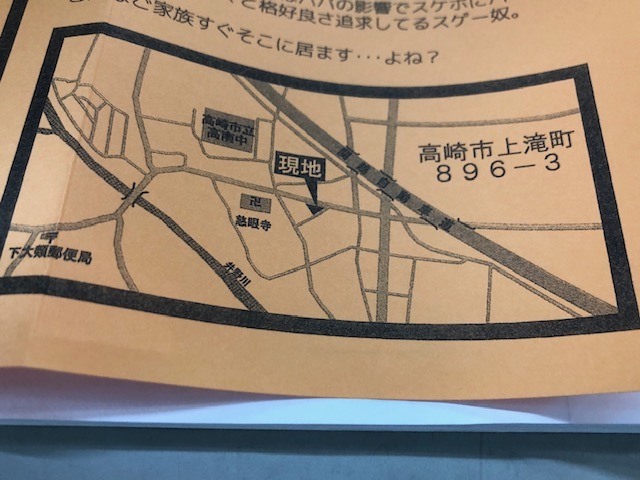 パパの影響でスケボにハ
と格好良さ追求してるスゲー奴。
など家族すぐそこに居ます…よね？
高崎市立
高南中
現地
卍
慈眼寺
高崎市上滝町
８９６－３
下大類郵便局
井野川